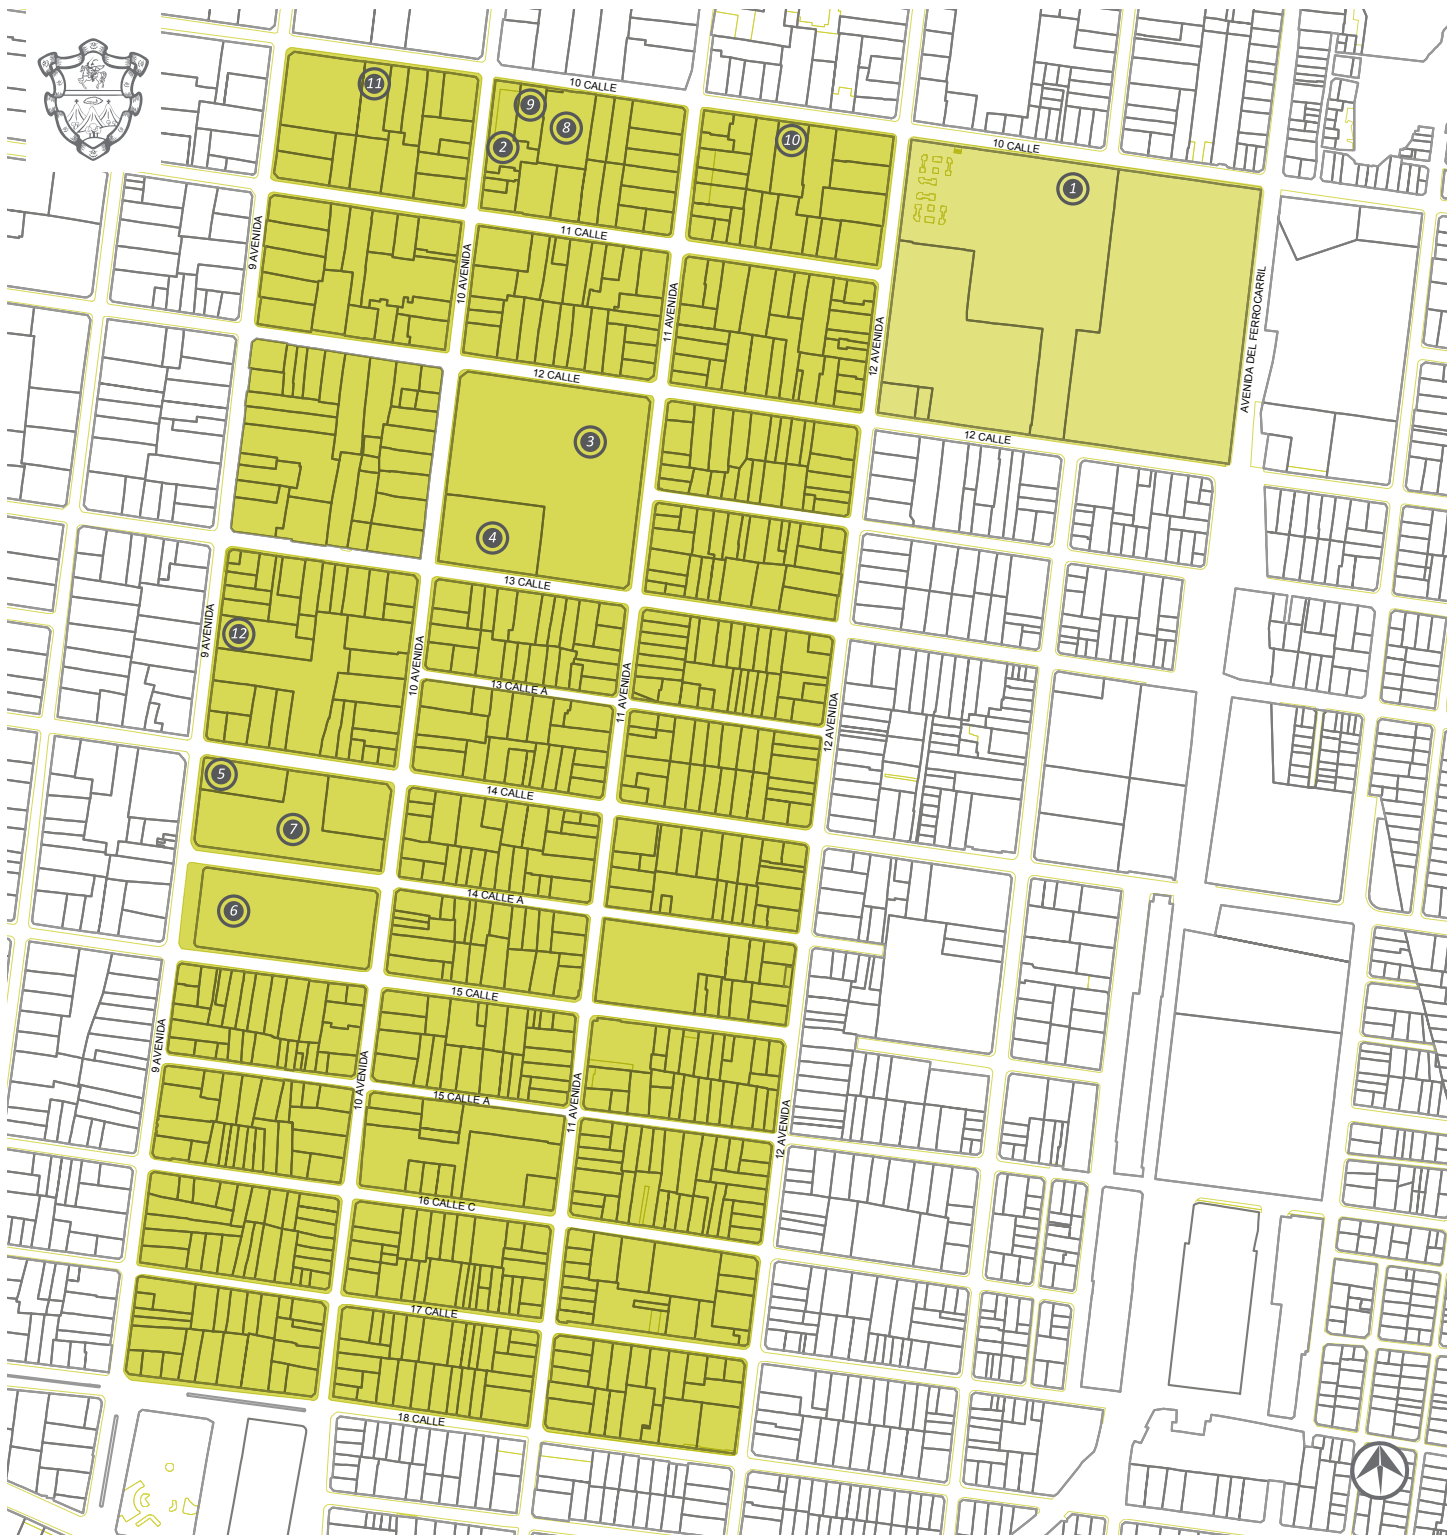 10 CALLE
11
9
8
2
10
10 CALLE
1
11 CALLE
9 AVENIDA
10 AVENIDA
11 AVENIDA
12 AVENIDA
AVENIDA DEL FERROCARRIL
12 CALLE
12 CALLE
3
4
13 CALLE
9 AVENIDA
12
10 AVENIDA
11 AVENIDA
13 CALLE A
12 AVENIDA
5
14 CALLE
7
14 CALLE A
6
15 CALLE
9 AVENIDA
10 AVENIDA
15 CALLE A
11 AVENIDA
12 AVENIDA
16 CALLE C
17 CALLE
18 CALLE